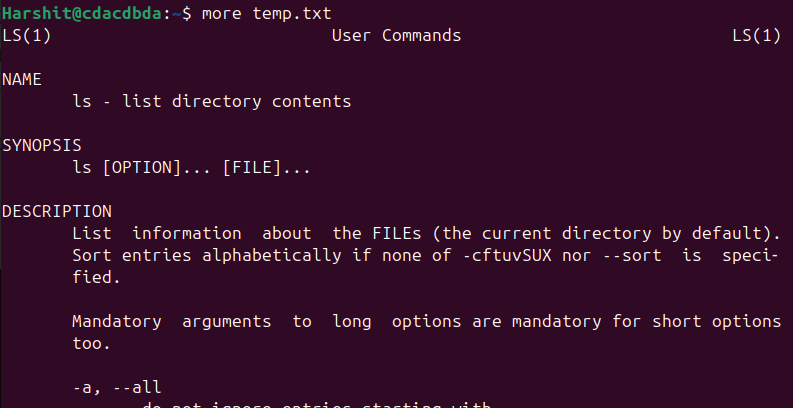 Harshit@cdacdbda:~$ more temp.txt
LS(1)                            User Commands                           LS(1)
NAME
       ls - list directory contents
SYNOPSIS
       ls [OPTION]... [FILE]...
DESCRIPTION
       List  information  about  the FILEs (the current directory by default).
       Sort entries alphabetically if none of -cftuvSUX nor --sort  is  speci-
       fied.
       Mandatory  arguments  to  long  options are mandatory for short options
       too.
       -a, --all
              do not ignore entries starting with